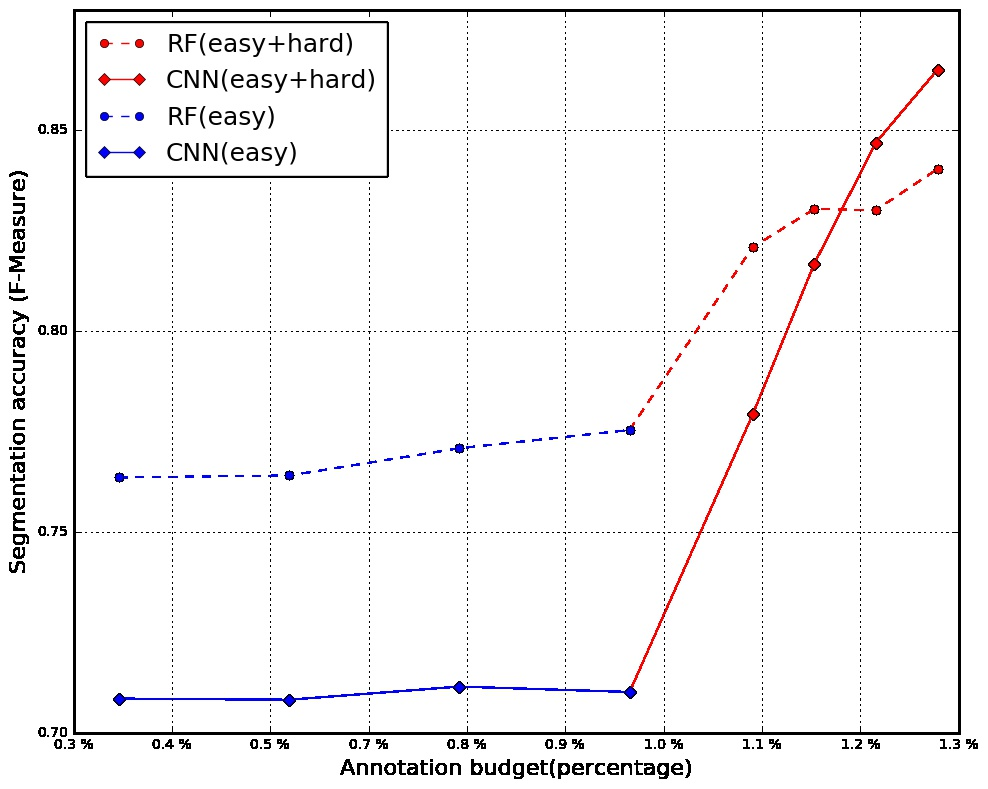 RF(easy+hard)
CNN(easy+hard)
RF(easy)
CNN(easy)
0.85
0.80
0.75
0.70
Segmentation accuracy (F-Measure)
0.3 % 0.4 % 0.5 % 0.7 % 0.8 % 0.9 % 1.0 % 1.1 % 1.2 % 1.3 %
Annotation budget(percentage)